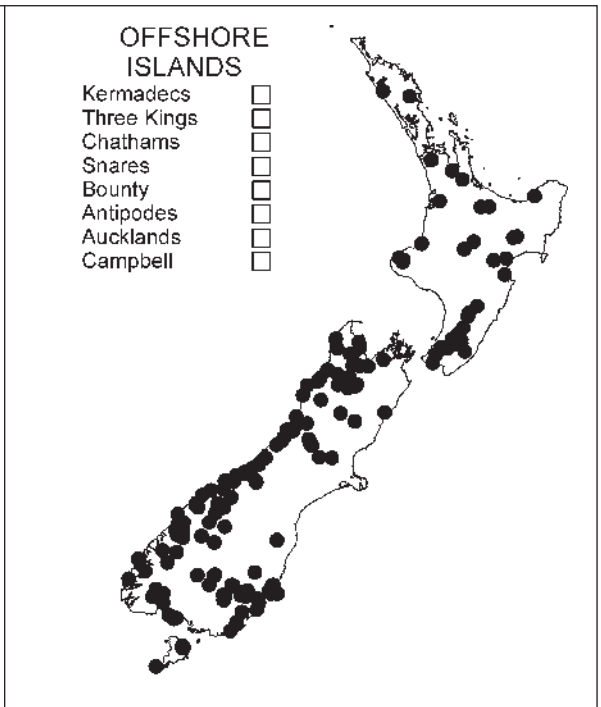 OFFSHORE
ISLANDS
Kermadecs
Three Kings
Chathams
Snares
Bounty
Antipodes
Aucklands
Campbell